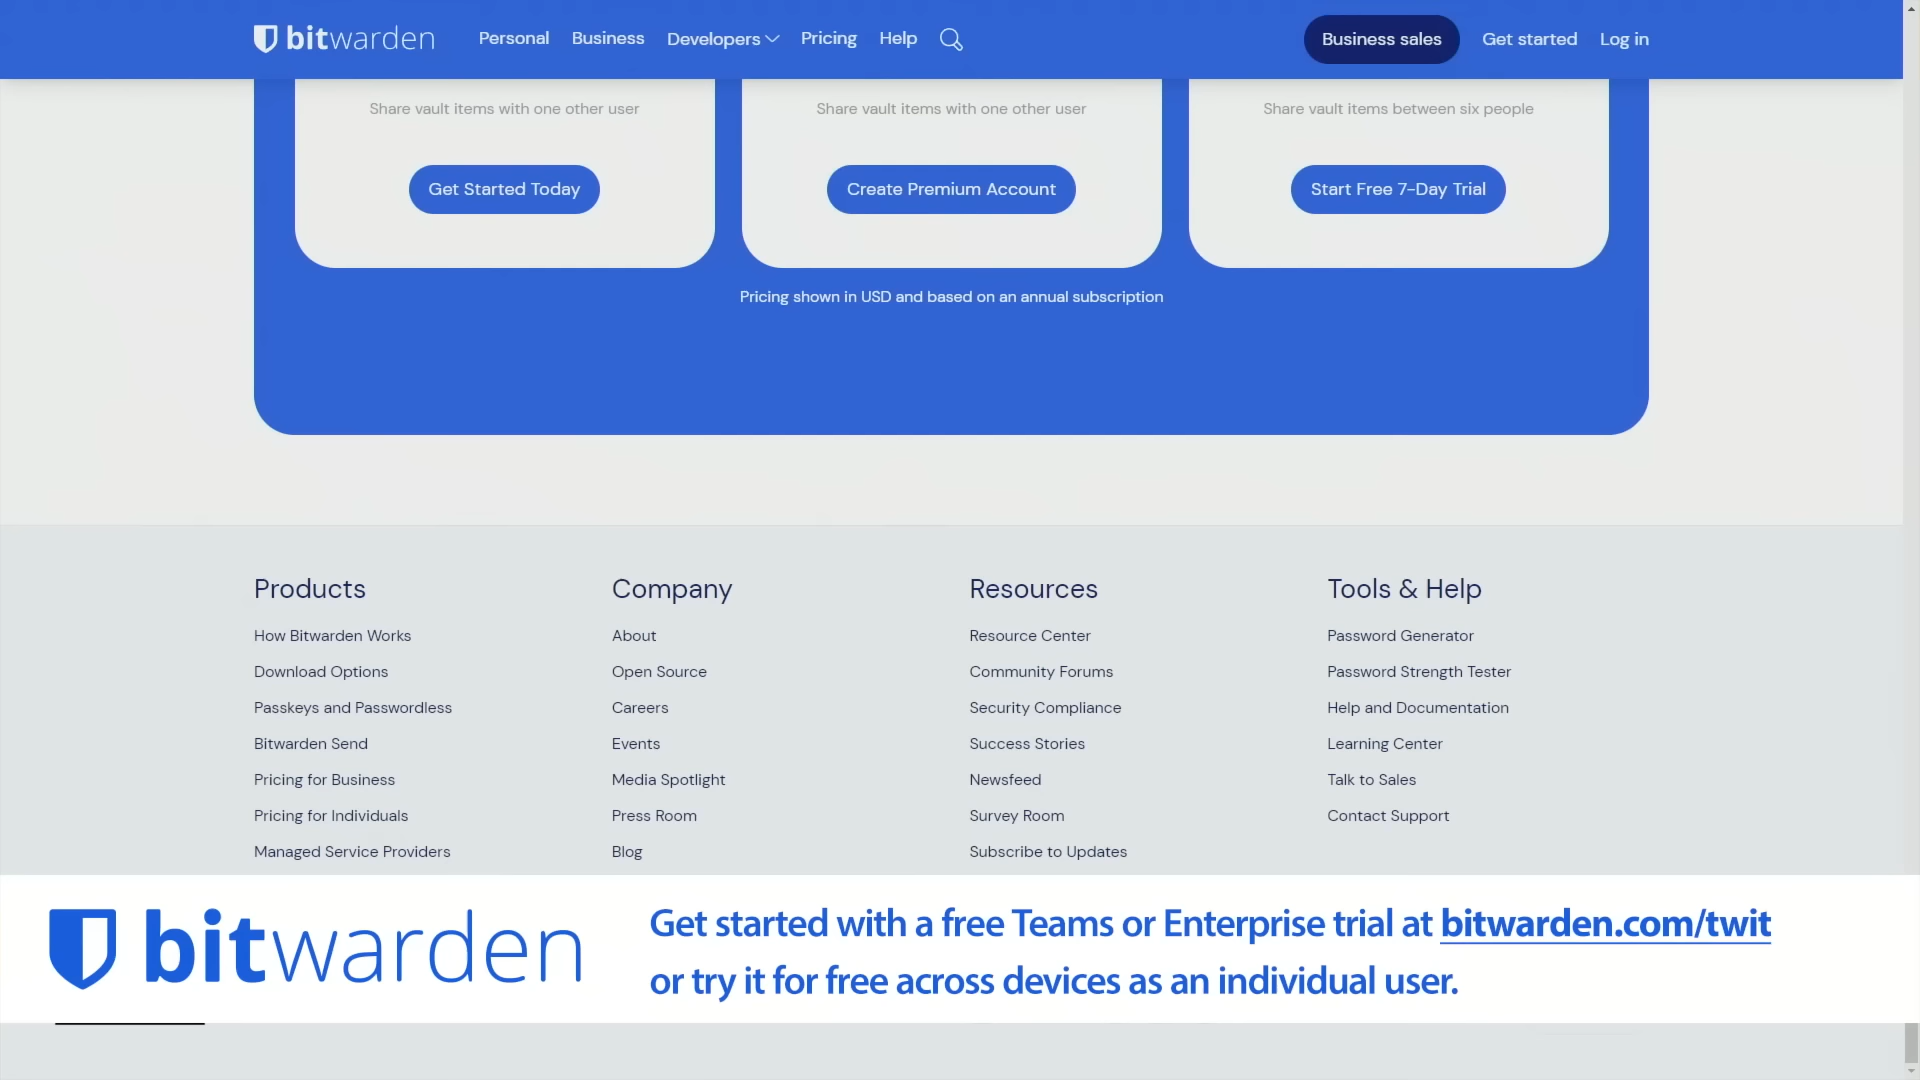 bitwarden Personal Business Developers Pricing Help Business sales Get started Log in
Share vault items with one other user Share vault items with one other user Share vault items between six people
Get Started Today Create Premium Account Start Free 7-Day Trial
Pricing shown in USD and based on an annual subscription
Products
How Bitwarden Works
Download Options
Passkeys and Passwordless
Bitwarden Send
Pricing for Business
Pricing for Individuals
Managed Service Providers
Company
About
Open Source
Careers
Events
Media Spotlight
Press Room
Blog
Resources
Resource Center
Community Forums
Security Compliance
Success Stories
Newsfeed
Survey Room
Subscribe to Updates
Tools & Help
Password Generator
Password Strength Tester
Help and Documentation
Learning Center
Talk to Sales
Contact Support
bitwarden
Get started with a free Teams or Enterprise trial at bitwarden.com/twit
or try it for free across devices as an individual user.